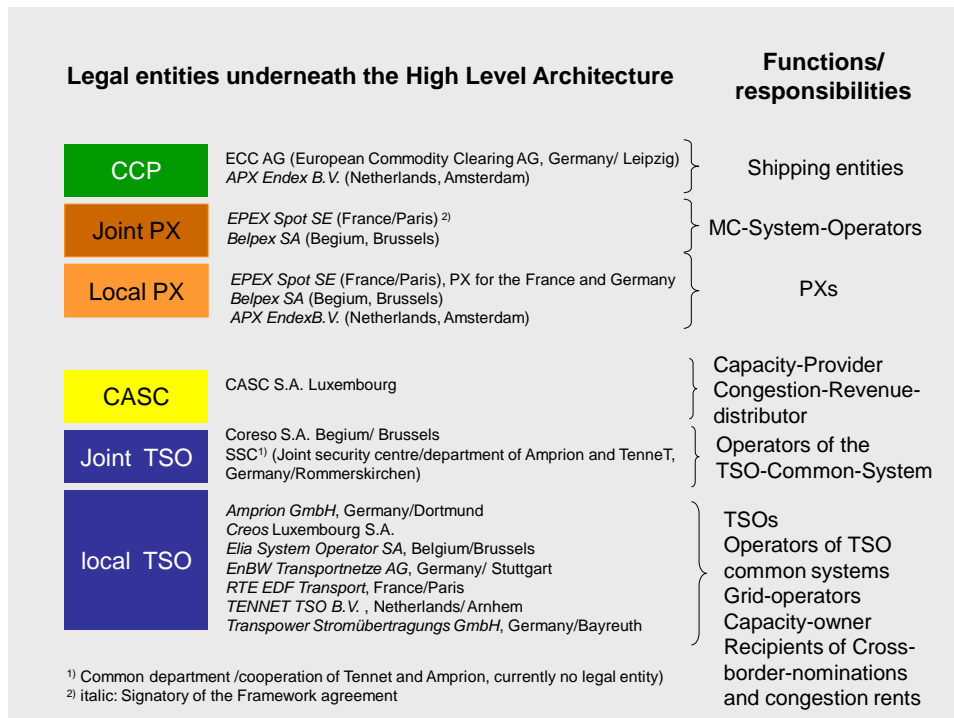 Legal entities underneath the High Level Architecture
Functions/
responsibilities
CCP
ECC AG (European Commodity Clearing AG, Germany/ Leipzig)
APX Endex B.V. (Netherlands, Amsterdam)
Shipping entities
Joint PX
EPEX Spot SE (France/Paris) 2)
Belpex SA (Begium, Brussels)
MC-System-Operators
Local PX
EPEX Spot SE (France/Paris), PX for the France and Germany
Belpex SA (Begium, Brussels)
APX EndexB.V. (Netherlands, Amsterdam)
PXs
CASC
CASC S.A. Luxembourg
Capacity-Provider
Congestion-Revenue-
distributor
Joint TSO
Coreso S.A. Begium/ Brussels
SSC1) (Joint security centre/department of Amprion and TenneT,
Germany/Rommerskirchen)
Operators of the
TSO-Common-System
local TSO
Amprion GmbH, Germany/Dortmund
Creos Luxembourg S.A.
Elia System Operator SA, Belgium/Brussels
EnBW Transportnetze AG, Germany/ Stuttgart
RTE EDF Transport, France/Paris
TENNET TSO B.V. , Netherlands/ Arnhem
Transpower Stromübertragungs GmbH, Germany/Bayreuth
TSOs
Operators of TSO
common systems
Grid-operators
Capacity-owner
Recipients of Cross-
border-nominations
and congestion rents
1) Common department /cooperation of Tennet and Amprion, currently no legal entity)
2) italic: Signatory of the Framework agreement